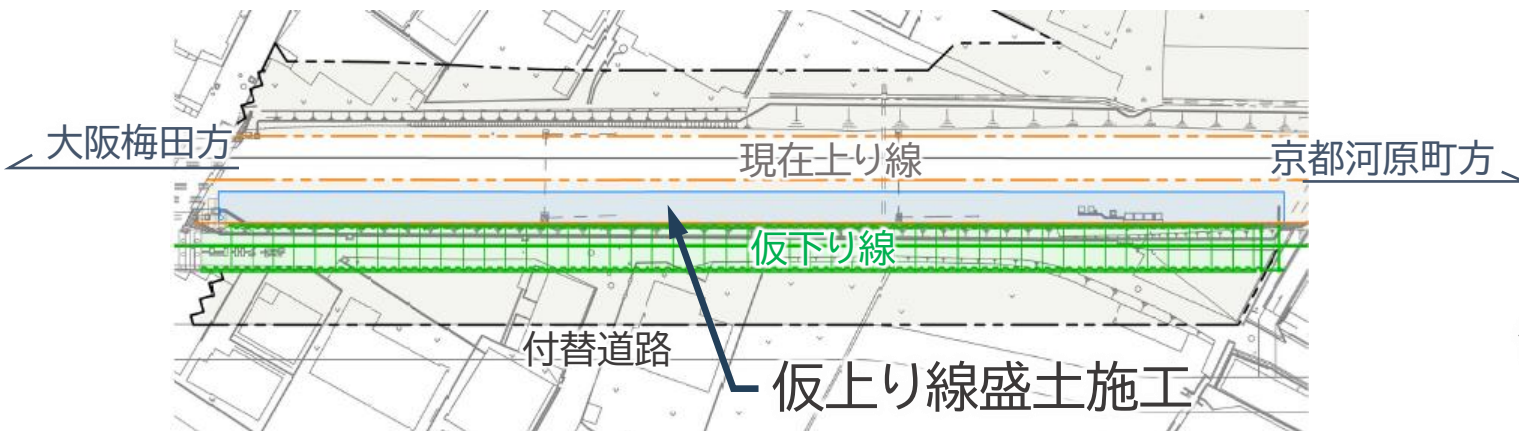 大阪梅田方
現在上り線
京都河原町方
仮下り線
付替道路
仮上り線盛土施工